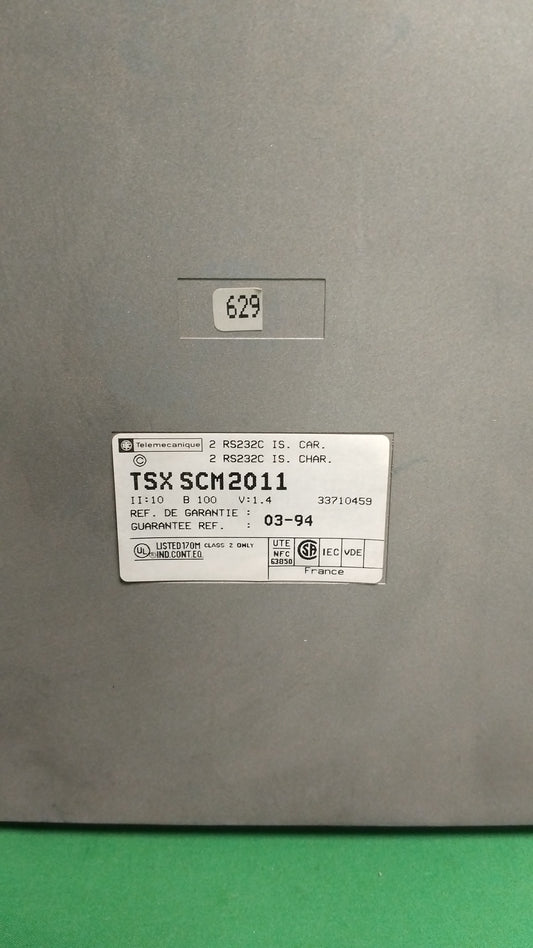 629
Telemecanique 2 RS232C IS. CAR.
© 2 RS232C IS. CHAR.
TSX SCM2011
II:10 B 100 V:1.4 33710459
REF. DE GARANTIE :
GUARANTEE REF. : 03-94
UL ® LISTED 170M CLASS 2 ONLY
IND.CONT.EQ.
UTE
NFC
63850
CSA IEC VDE
France